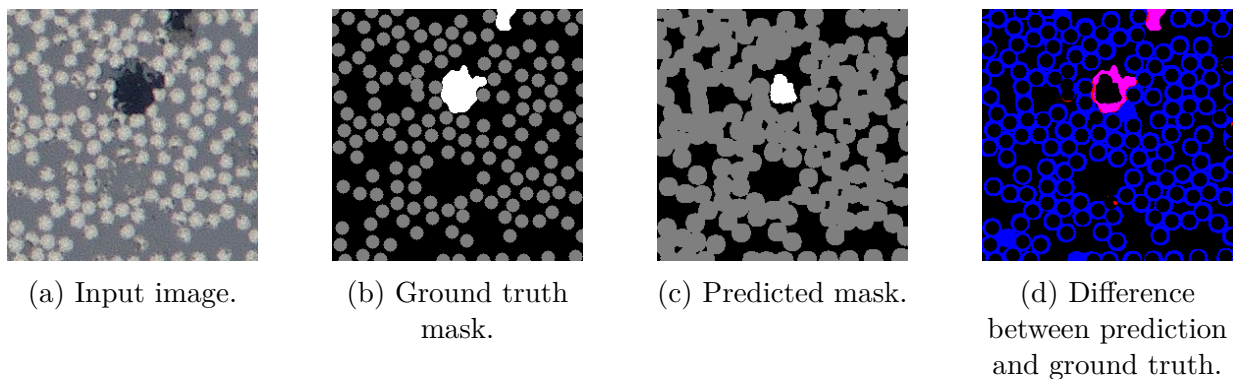 (a) Input image.
(b) Ground truth
mask.
(c) Predicted mask.
(d) Difference
between prediction
and ground truth.